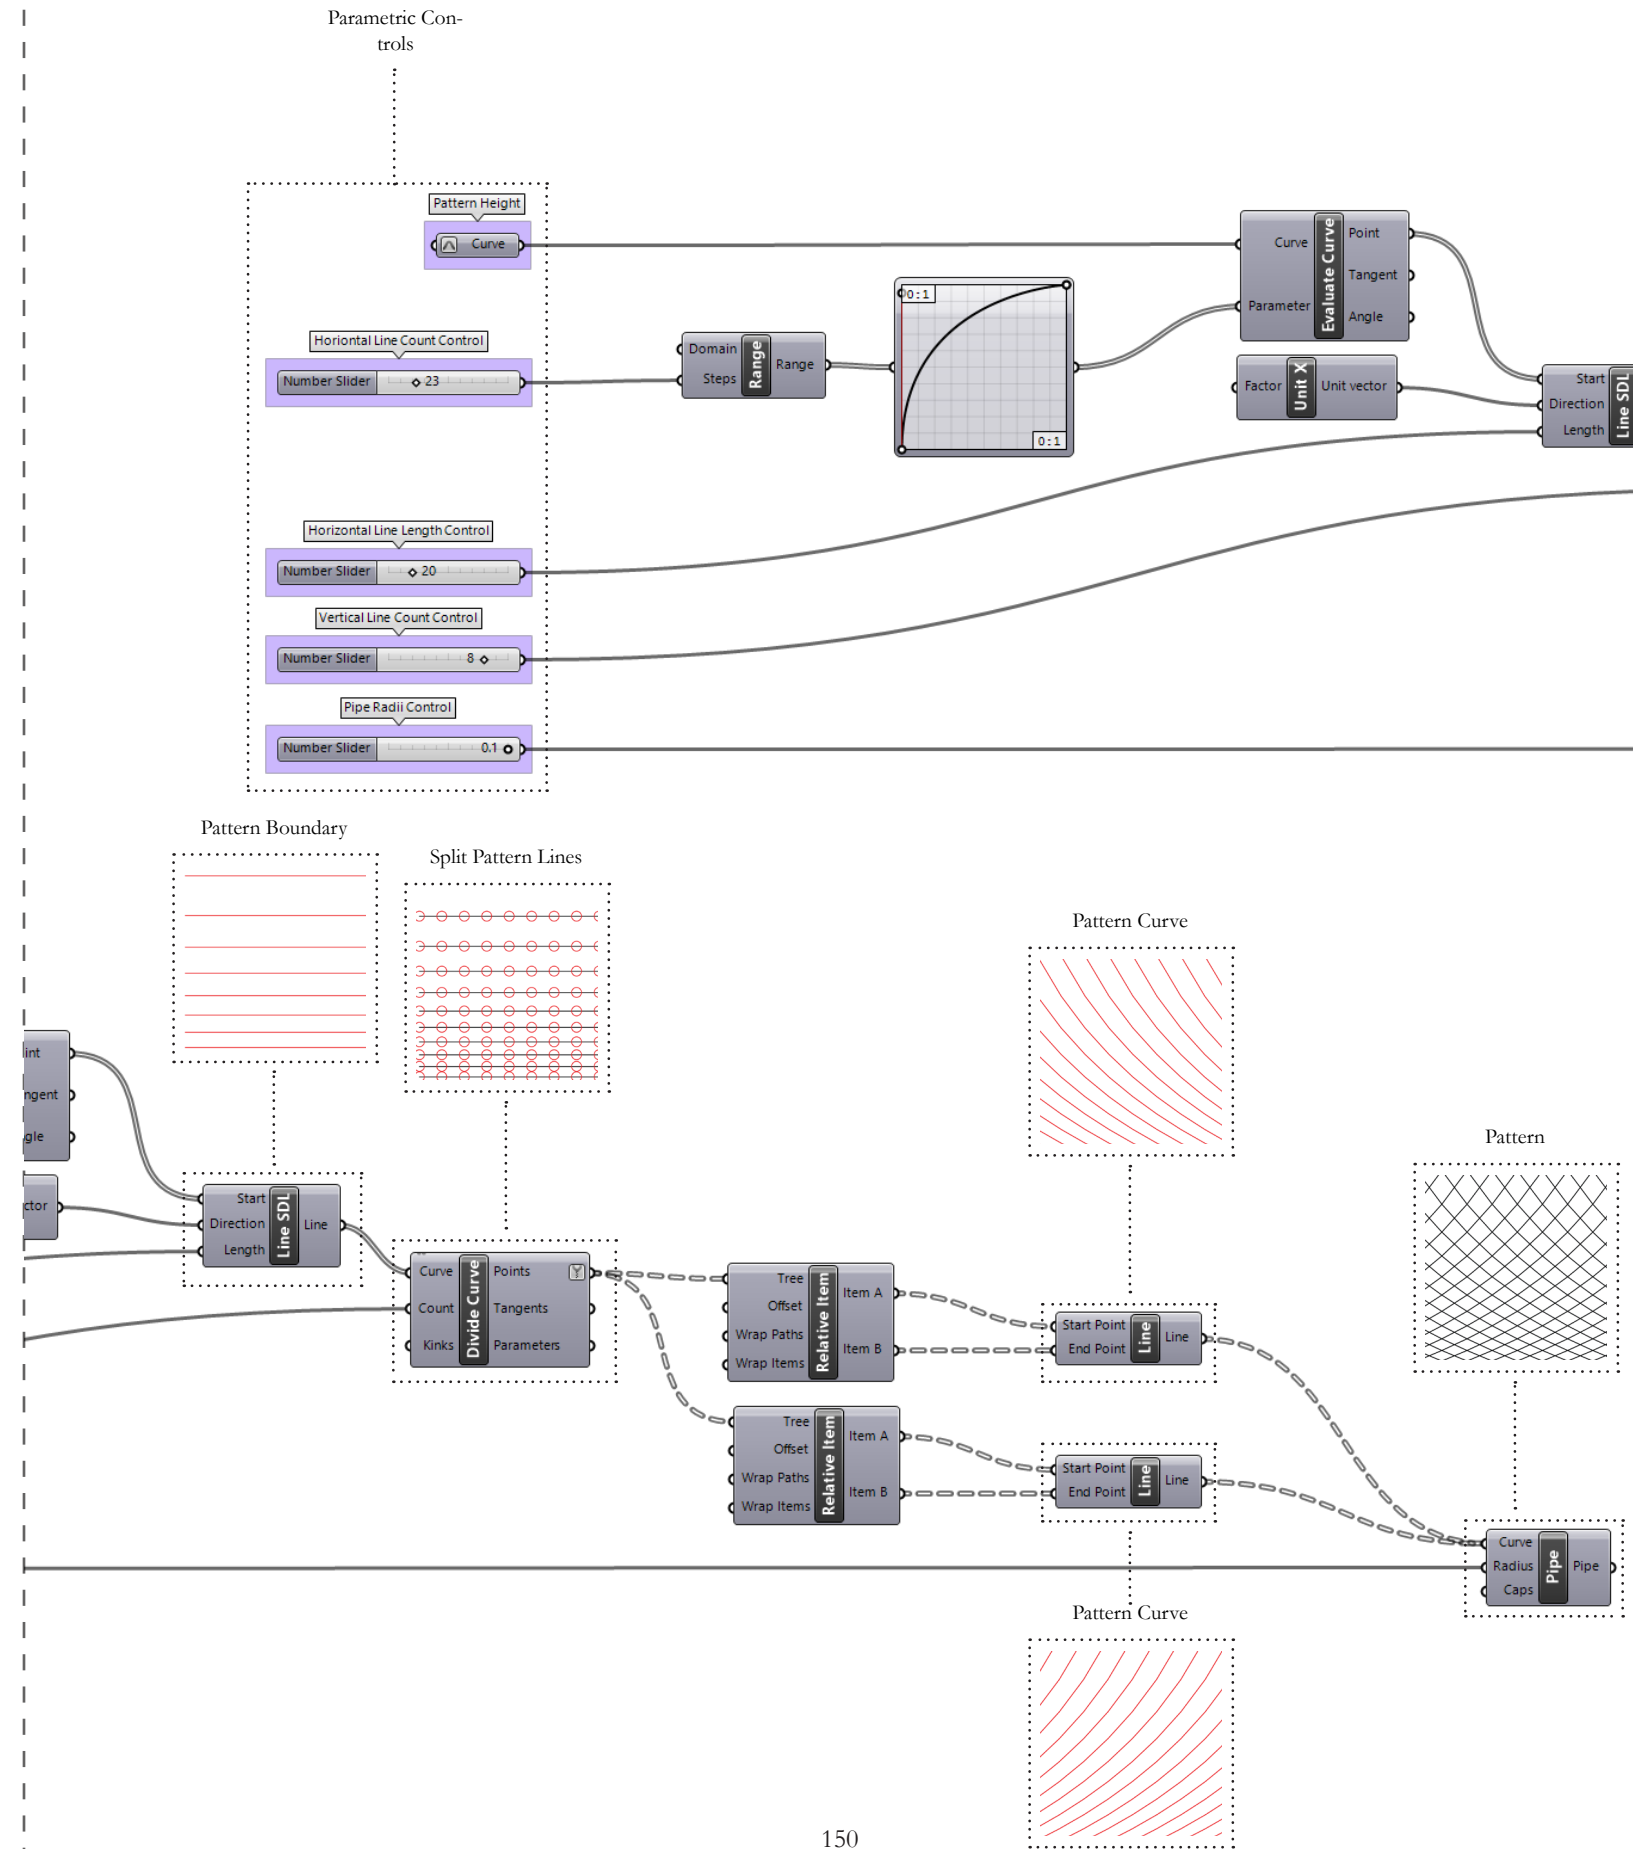 Parametric Con-
trols
Pattern Height
Curve
Horiontal Line Count Control
Number Slider 23
Domain
Steps
Range
Range
0:1
0:1
Curve
Parameter
Evaluate Curve
Point
Tangent
Angle
Factor
Unit X
Unit vector
Start
Direction
Length
Line SDL
Horizontal Line Length Control
Number Slider 20
Vertical Line Count Control
Number Slider 8
Pipe Radii Control
Number Slider 0.1
Pattern Boundary
Split Pattern Lines
Pattern Curve
Pattern
int
ngent
gle
ctor
Start
Direction
Length
Line SDL
Line
Curve
Count
Kinks
Divide Curve
Points
Tangents
Parameters
Tree
Offset
Wrap Paths
Wrap Items
Relative Item
Item A
Item B
Start Point
End Point
Line
Line
Tree
Offset
Wrap Paths
Wrap Items
Relative Item
Item A
Item B
Start Point
End Point
Line
Line
Curve
Radius
Caps
Pipe
Pipe
Pattern Curve
150